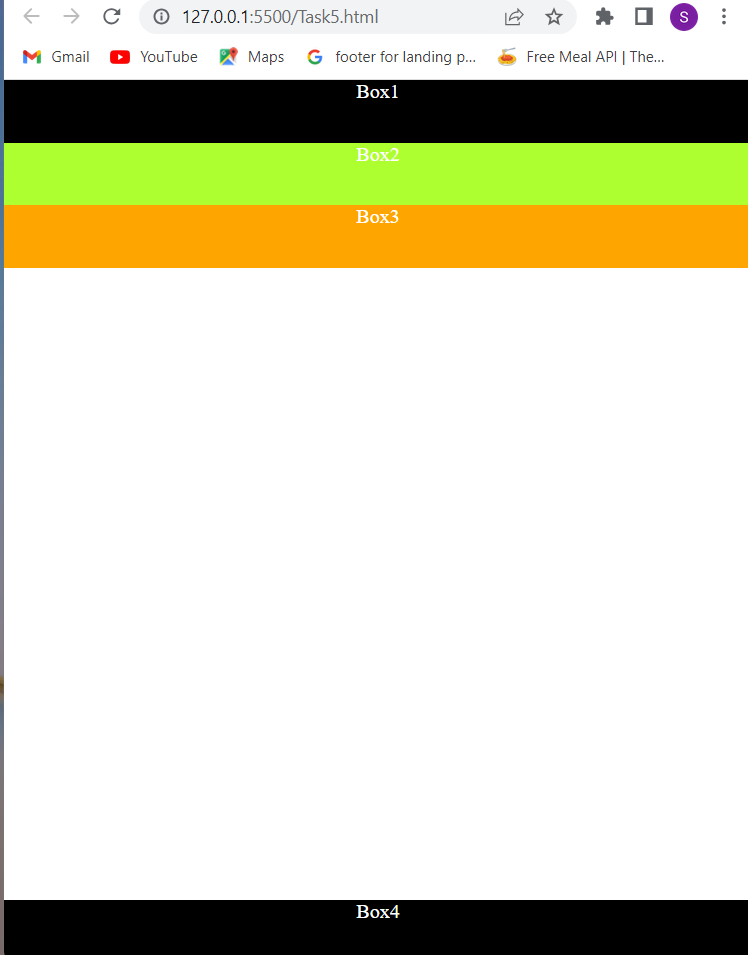 127.0.0.1:5500/Task5.html
S
Gmail YouTube Maps footer for landing p... Free Meal API | The...
Box1
Box2
Box3
Box4